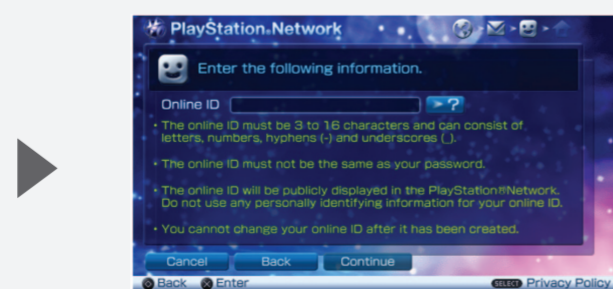 PlayStation®Network
Enter the following information.
Online ID
?
• The online ID must be 3 to 16 characters and can consist of
letters, numbers, hyphens (-) and underscores (_).
• The online ID must not be the same as your password.
• The online ID will be publicly displayed in the PlayStation®Network.
Do not use any personally identifying information for your online ID.
• You cannot change your online ID after it has been created.
Cancel Back Continue
Back Enter SELECT Privacy Policy